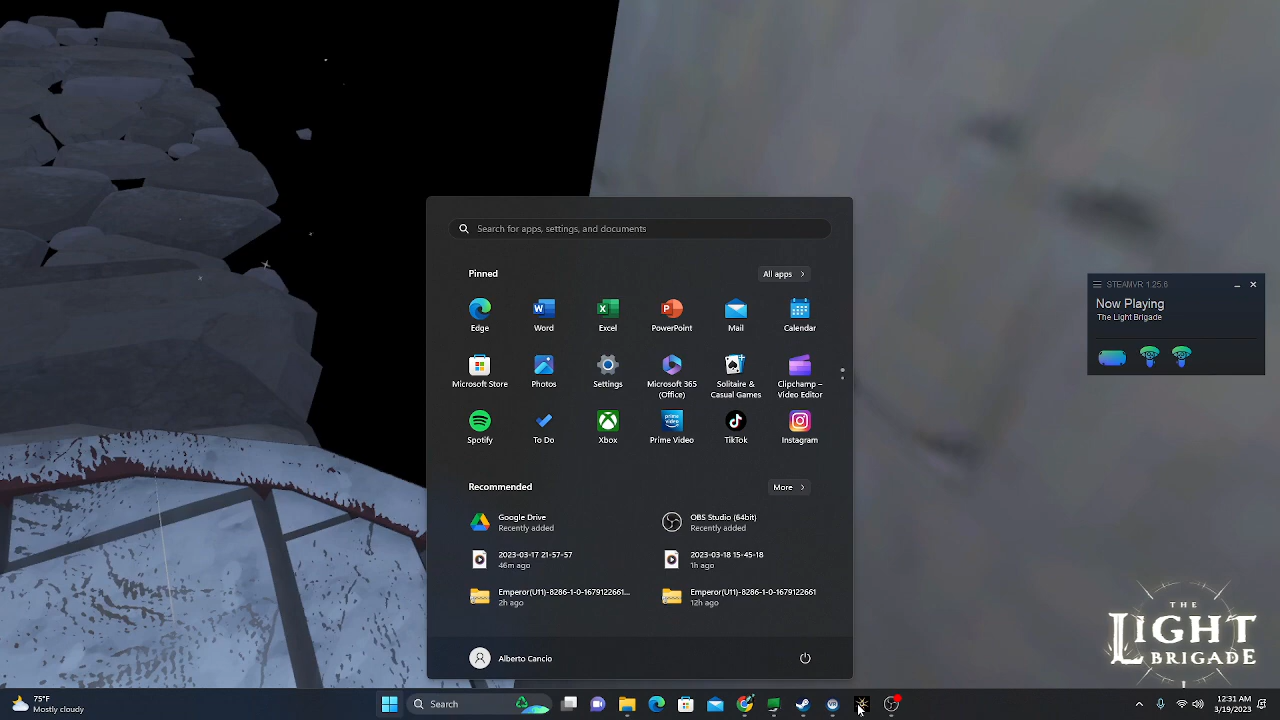 Search for apps, settings, and documents
Pinned
All apps
Edge
Word
Excel
PowerPoint
Mail
Calendar
Microsoft Store
Photos
Settings
Microsoft 365
(Office)
Solitaire &
Casual Games
Clipchamp –
Video Editor
Spotify
To Do
Xbox
prime video
Prime Video
TikTok
Instagram
Recommended
More
Google Drive
Recently added
OBS Studio (64bit)
Recently added
2023-03-17 21-57-57
46m ago
2023-03-18 15-45-18
1h ago
Emperor(U11)-8286-1-0-1679122661...
2h ago
Emperor(U11)-8286-1-0-1679122661
12h ago
Alberto Cancio
STEAMVR 1.25.6
Now Playing
The Light Brigade
THE
LIGHT
BRIGADE
75°F
Mostly cloudy
Search
12:31 AM
3/19/2023